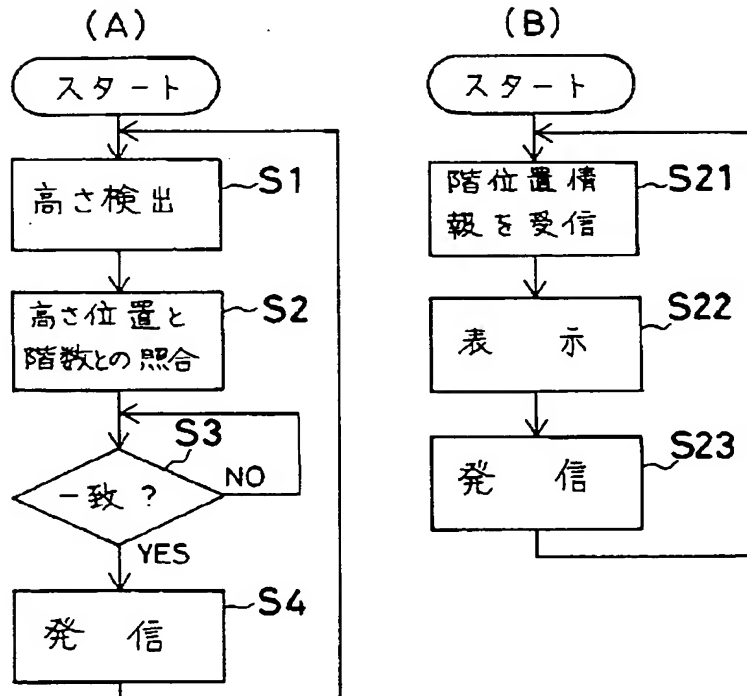 (A)
スタート
高さ検出
S1
高さ位置と
階数との照合
S2
S3
一致?
NO
YES
発信
S4
(B)
スタート
階位置情
報を受信
S21
表示
S22
発信
S23